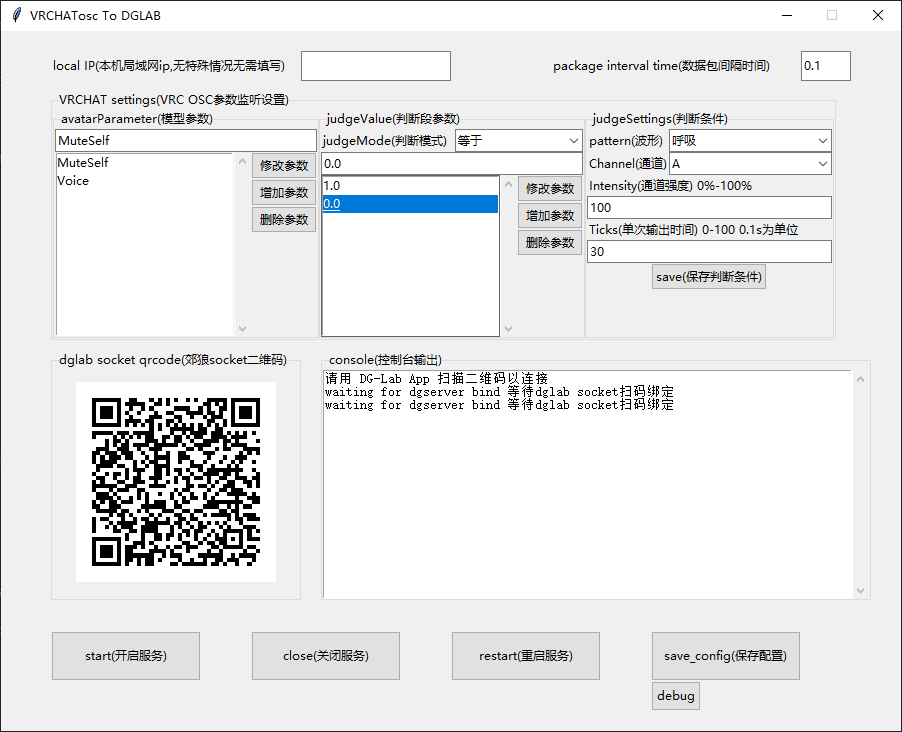 VRCHATosc To DGLAB
local IP(本机局域网ip,无特殊情况无需填写)
package interval time(数据包间隔时间)
0.1
VRCHAT settings(VRC OSC参数监听设置)
avatarParameter(模型参数)
MuteSelf
MuteSelf
Voice
修改参数
增加参数
删除参数
judgeValue(判断段参数)
judgeMode(判断模式)
等于
0.0
1.0
0.0
修改参数
增加参数
删除参数
judgeSettings(判断条件)
pattern(波形)
呼吸
Channel(通道)
A
Intensity(通道强度) 0%-100%
100
Ticks(单次输出时间) 0-100 0.1s为单位
30
save(保存判断条件)
dglab socket qrcode(郊狼socket二维码)
console(控制台输出)
请用 DG-Lab App 扫描二维码以连接
waiting for dgserver bind 等待dglab socket扫码绑定
waiting for dgserver bind 等待dglab socket扫码绑定
start(开启服务)
close(关闭服务)
restart(重启服务)
save_config(保存配置)
debug